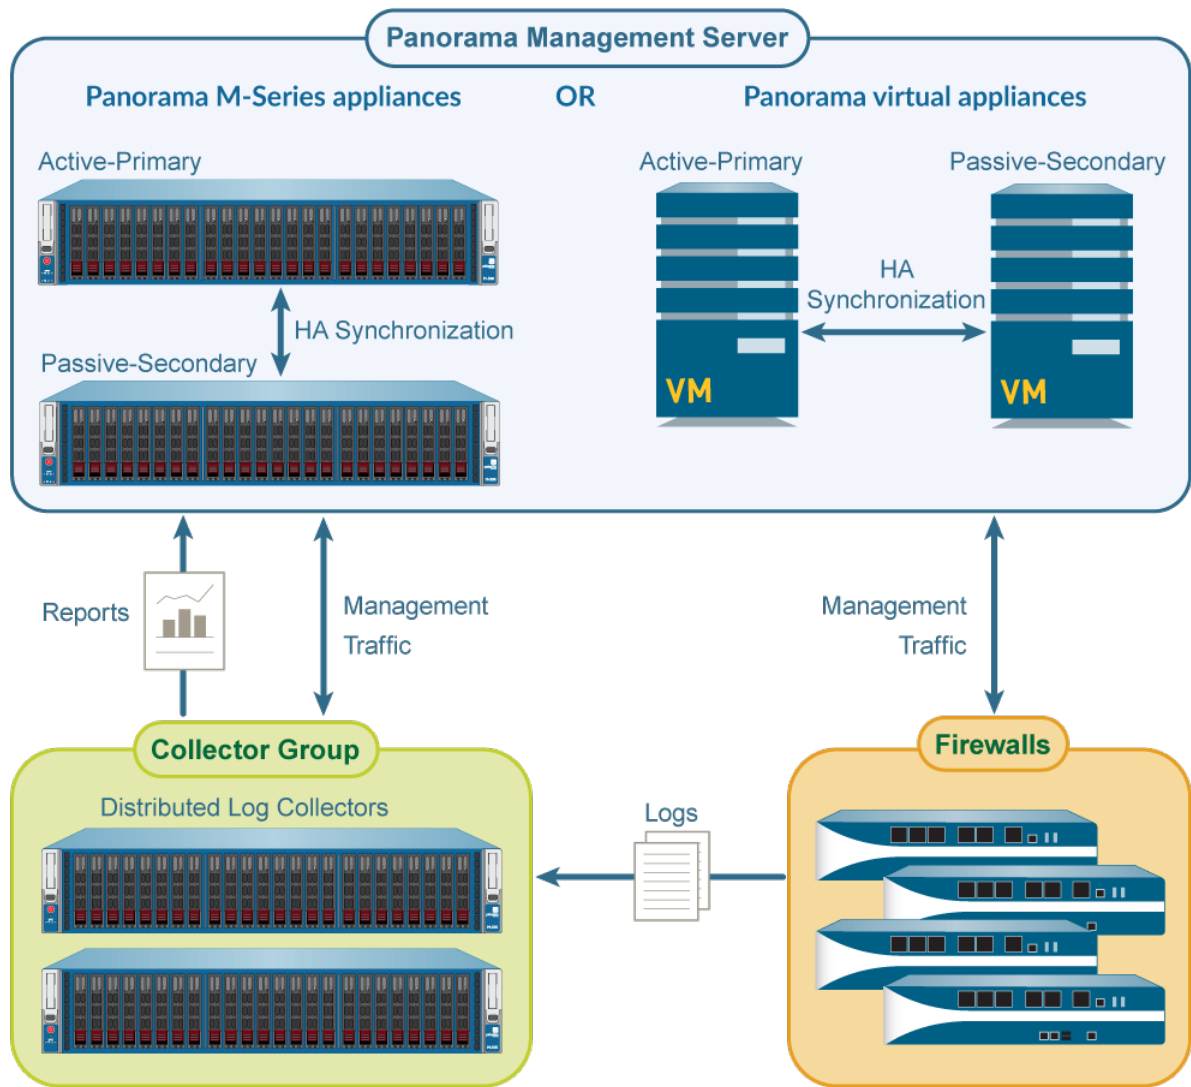 Panorama Management Server
Panorama M-Series appliances
OR
Panorama virtual appliances
Active-Primary
HA Synchronization
Passive-Secondary
Active-Primary
Passive-Secondary
HA
Synchronization
VM
VM
Reports
Management
Traffic
Management
Traffic
Collector Group
Distributed Log Collectors
Logs
Firewalls